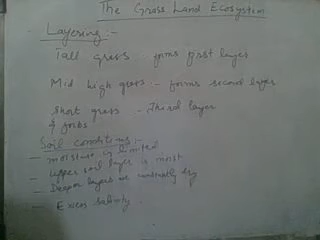 The Grass Land Ecosystem
- Layering :-
Tall grass forms first layer
Mid high grass :- forms second layer
Short grass - Third layer
& forbs
Soil conditions :-
- moisture is limited
- upper soil layer is moist
- Deeper layers are constantly dry
- Excess salinity.